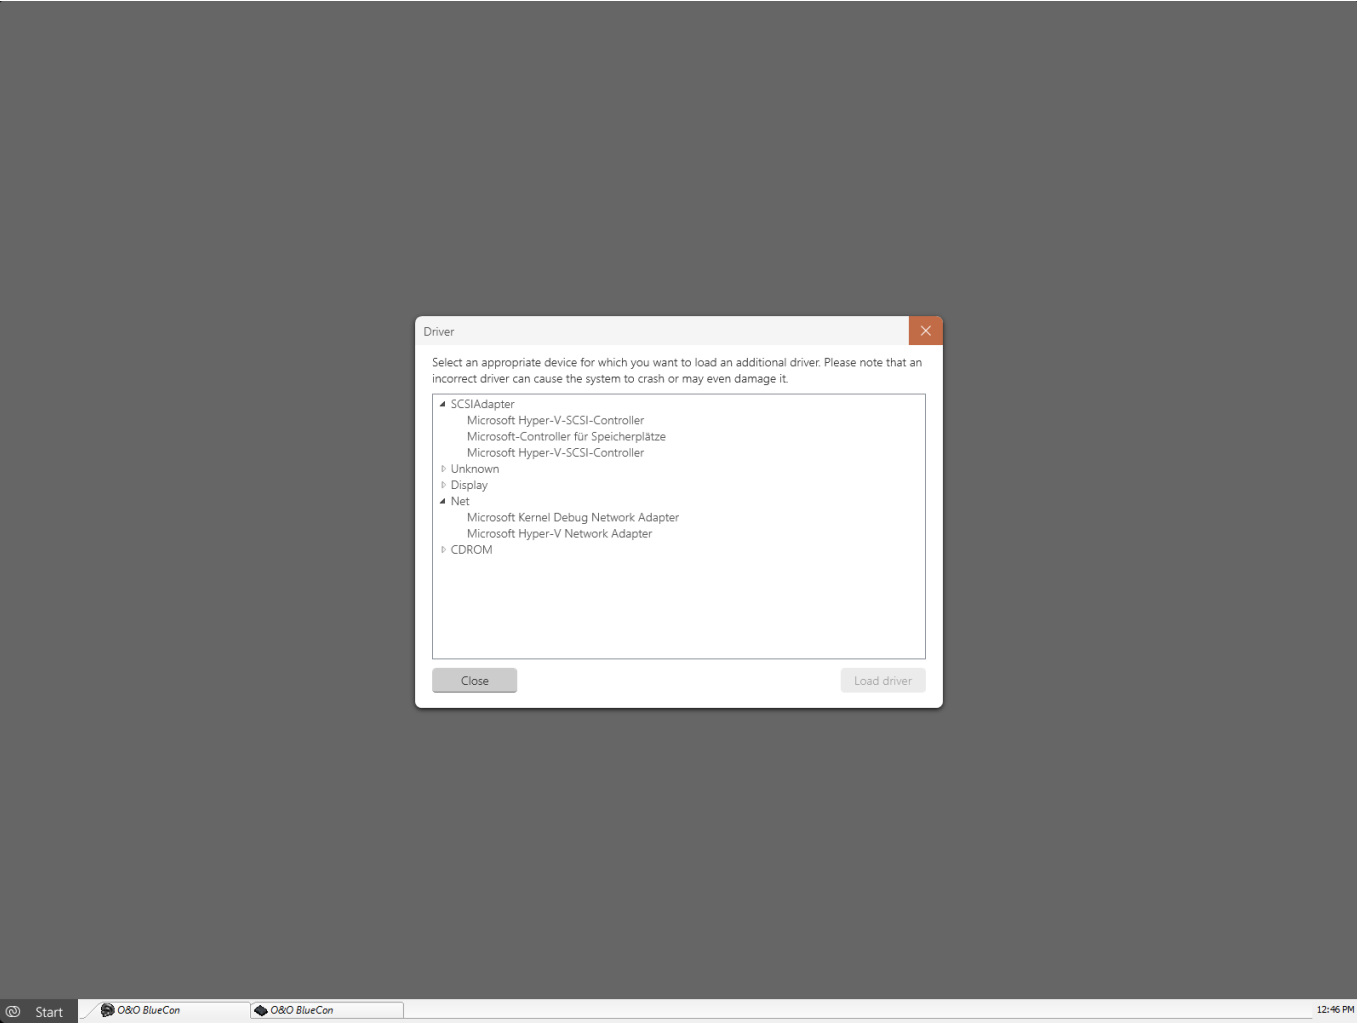 Driver
Select an appropriate device for which you want to load an additional driver. Please note that an
incorrect driver can cause the system to crash or may even damage it.
SCSIAdapter
Microsoft Hyper-V-SCSI-Controller
Microsoft-Controller für Speicherplätze
Microsoft Hyper-V-SCSI-Controller
Unknown
Display
Net
Microsoft Kernel Debug Network Adapter
Microsoft Hyper-V Network Adapter
CDROM
Close
Load driver
Start
O&O BlueCon
O&O BlueCon
12:46 PM